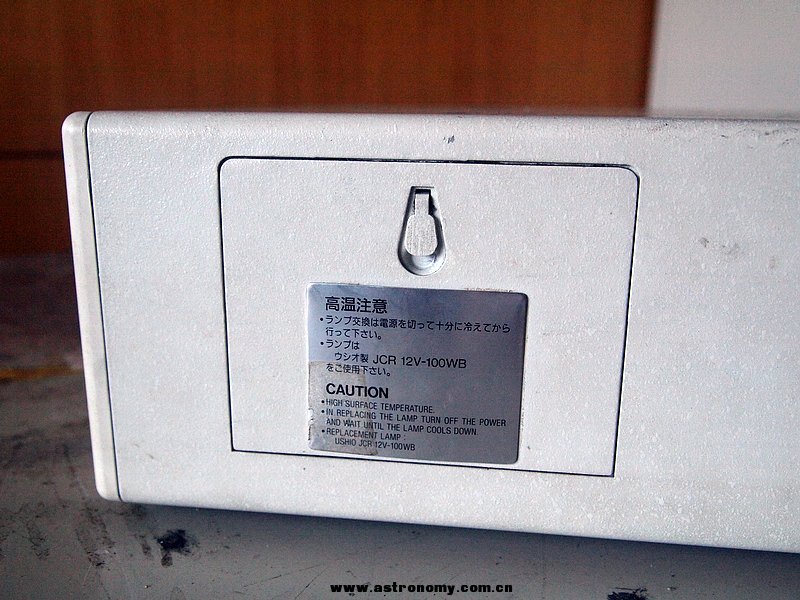 高温注意
•ランプ交換は電源を切って十分に冷えてから
行って下さい。
•ランプは
ウシオ製 JCR 12V-100WB
をご使用下さい。
CAUTION
•HIGH SURFACE TEMPERATURE.
•IN REPLACING THE LAMP TURN OFF THE POWER
AND WAIT UNTIL THE LAMP COOLS DOWN.
•REPLACEMENT LAMP :
USHIO JCR 12V-100WB
www.astronomy.com.cn